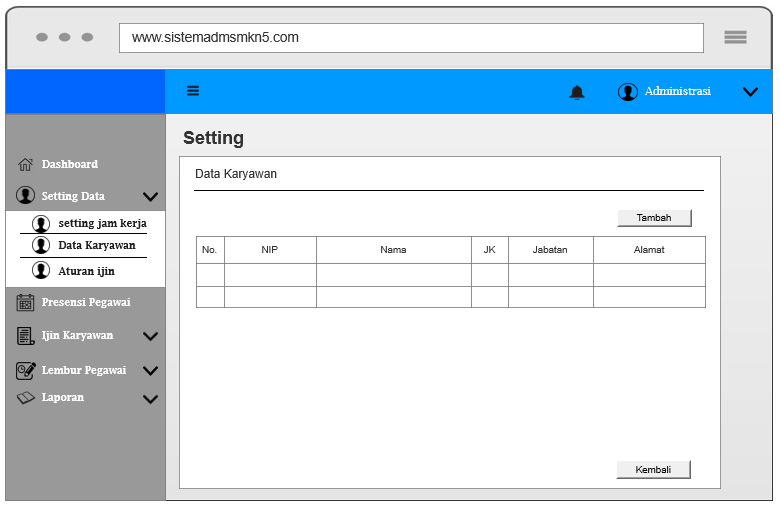 www.sistemadmsmkn5.com
Administrasi
Setting
Dashboard
Setting Data
setting jam kerja
Data Karyawan
Aturan ijin
Presensi Pegawai
Ijin Karyawan
Lembur Pegawai
Laporan
Data Karyawan
Tambah
No. NIP Nama JK Jabatan Alamat
Kembali